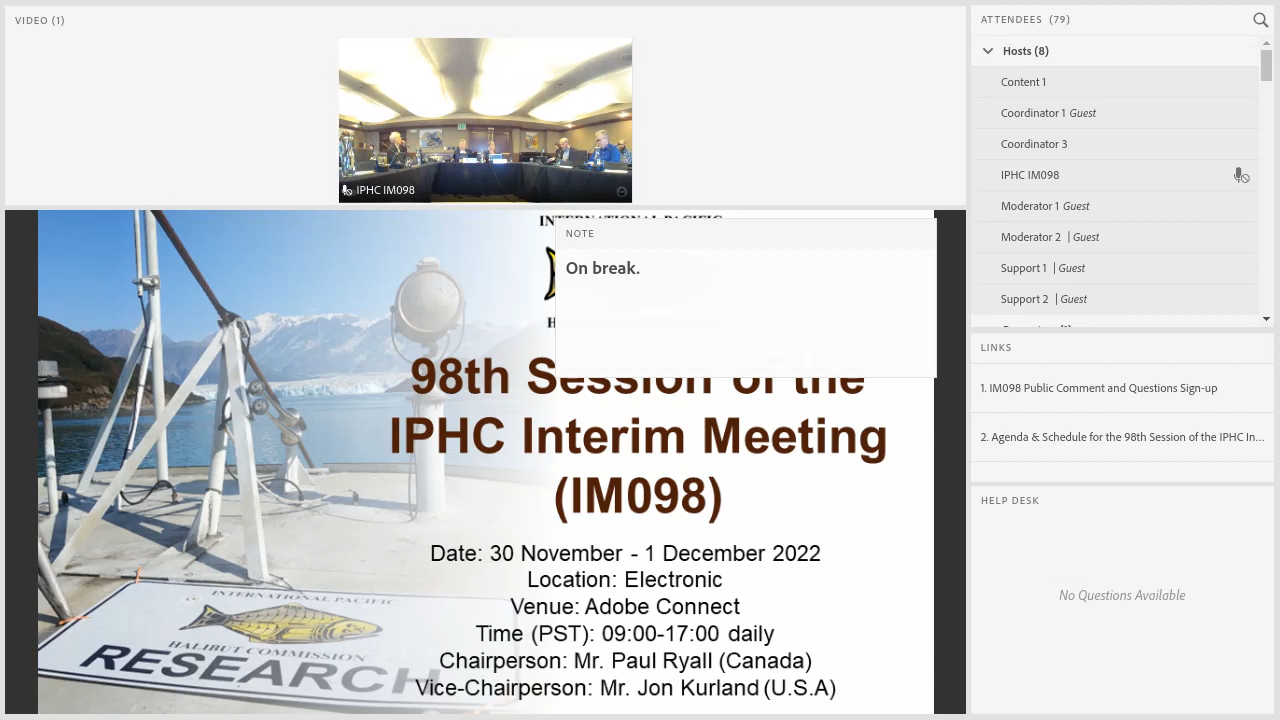 VIDEO (1)
IPHC IM098
NOTE
On break.
98th Session of the
IPHC Interim Meeting
(IM098)
Date: 30 November - 1 December 2022
Location: Electronic
Venue: Adobe Connect
Time (PST): 09:00-17:00 daily
Chairperson: Mr. Paul Ryall (Canada)
Vice-Chairperson: Mr. Jon Kurland (U.S.A)
INTERNATIONAL PACIFIC
HALIBUT COMMISSION
RESEARCH
ATTENDEES (79)
Hosts (8)
Content 1
Coordinator 1 Guest
Coordinator 3
IPHC IM098
Moderator 1 Guest
Moderator 2 | Guest
Support 1 | Guest
Support 2 | Guest
LINKS
1. IM098 Public Comment and Questions Sign-up
2. Agenda & Schedule for the 98th Session of the IPHC In...
HELP DESK
No Questions Available